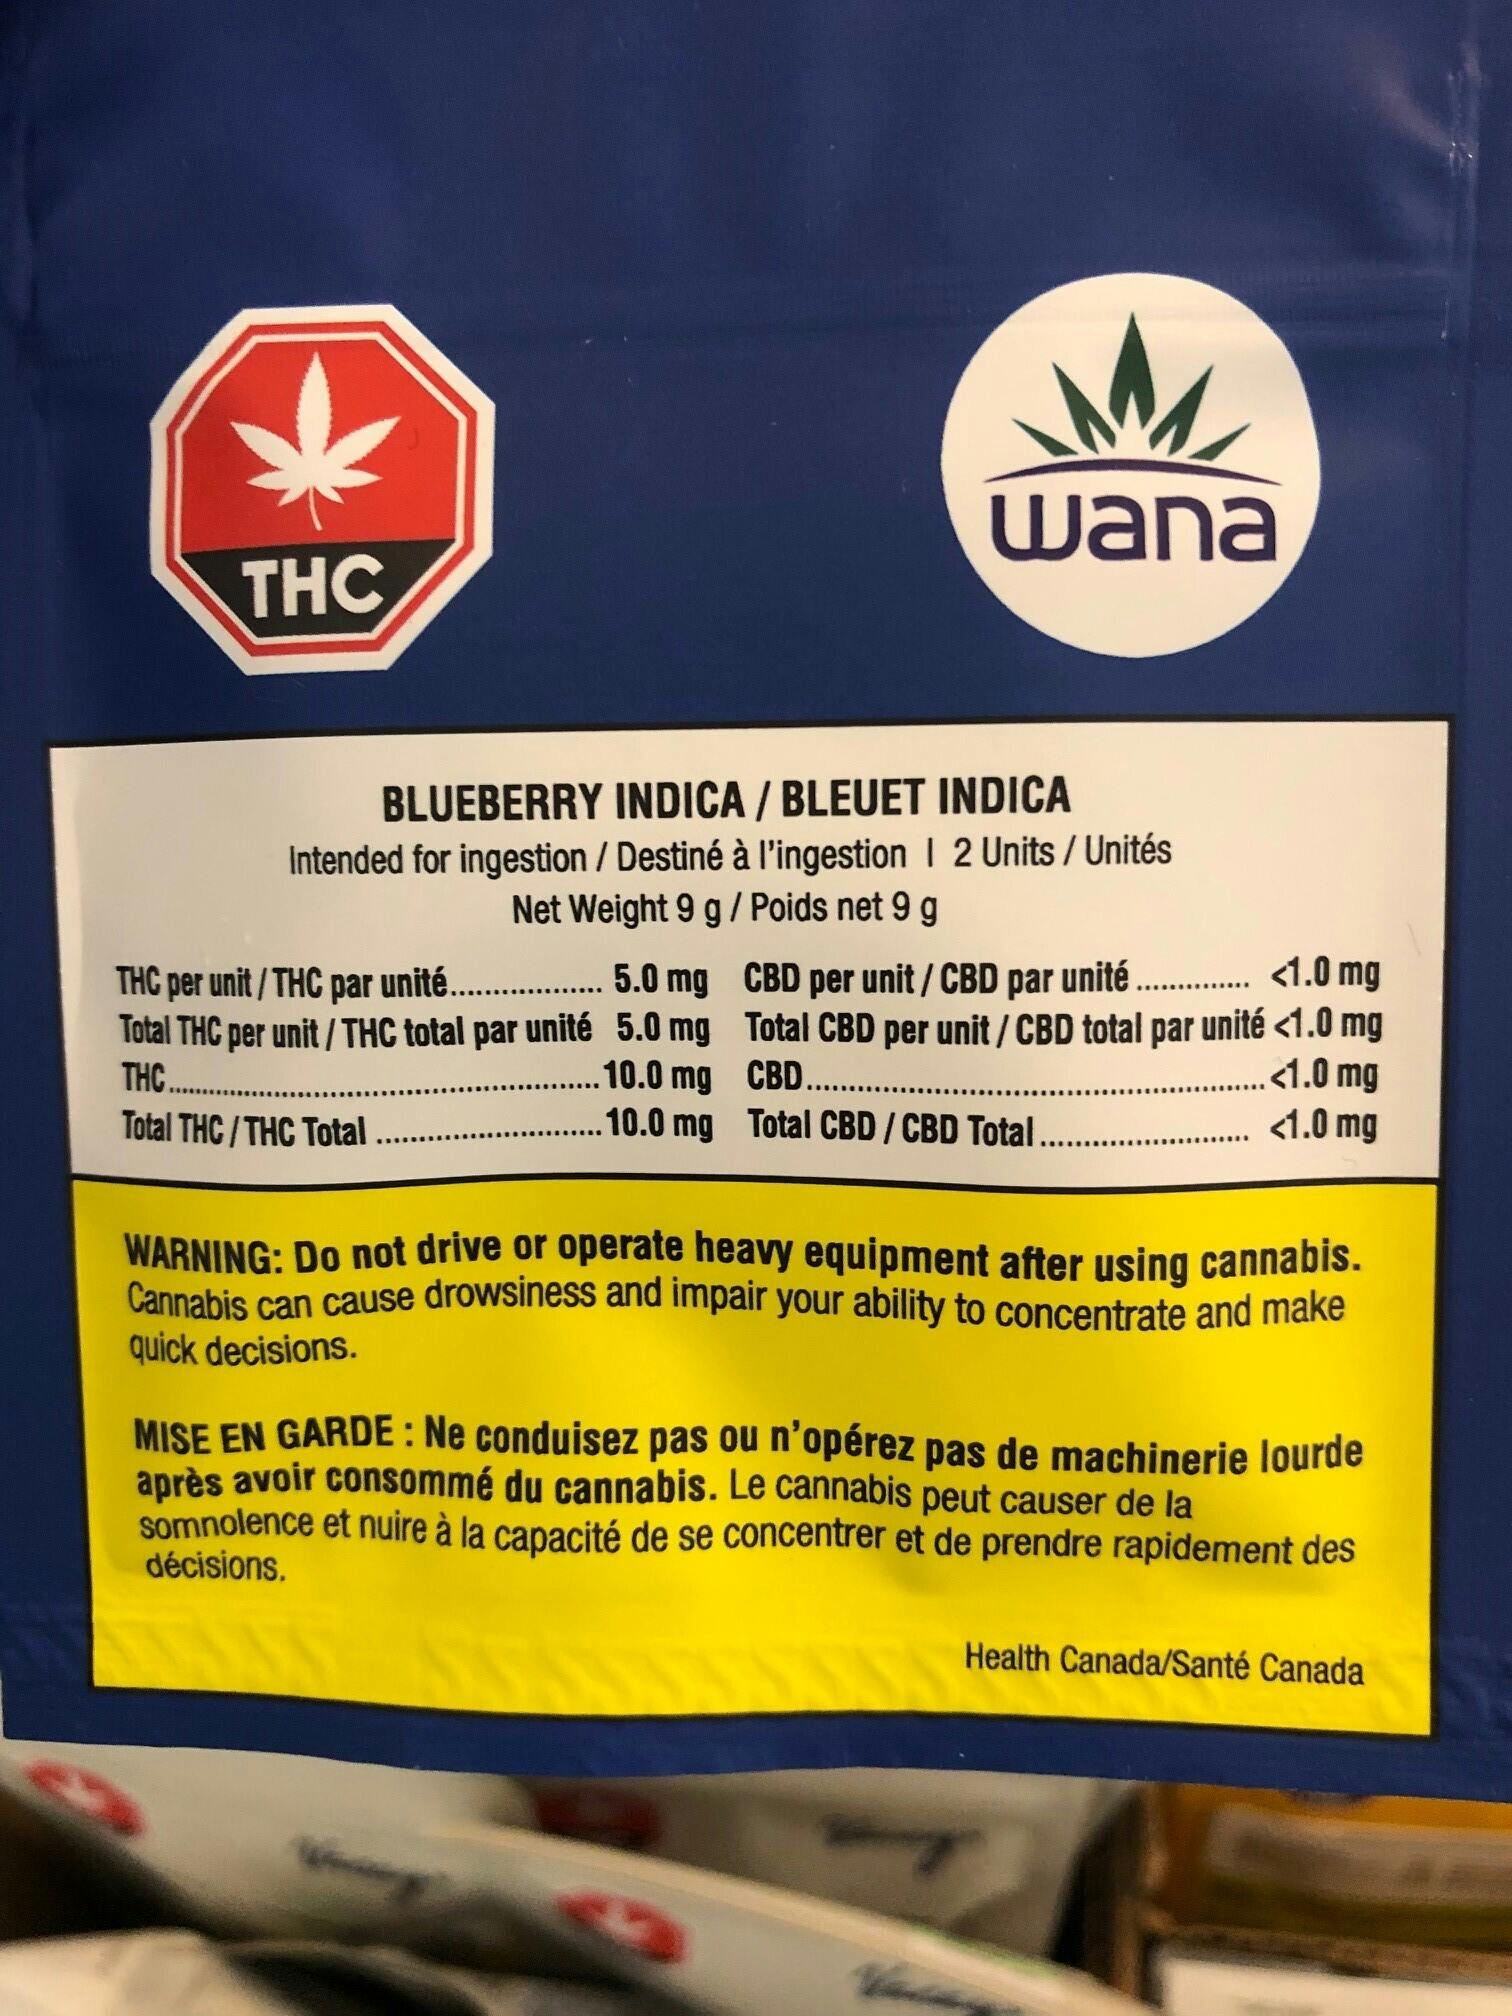 THC
wana
BLUEBERRY INDICA / BLEUET INDICA
Intended for ingestion / Destiné à l'ingestion | 2 Units / Unités
Net Weight 9 g / Poids net 9 g
THC per unit / THC par unité.................. 5.0 mg CBD per unit / CBD par unité .............. <1.0 mg
Total THC per unit / THC total par unité 5.0 mg Total CBD per unit / CBD total par unité <1.0 mg
THC.................................................... 10.0 mg CBD...................................................... <1.0 mg
Total THC / THC Total ........................... 10.0 mg Total CBD / CBD Total......................... <1.0 mg
WARNING: Do not drive or operate heavy equipment after using cannabis.
Cannabis can cause drowsiness and impair your ability to concentrate and make
quick decisions.
MISE EN GARDE : Ne conduisez pas ou n'opérez pas de machinerie lourde
après avoir consommé du cannabis. Le cannabis peut causer de la
somnolence et nuire à la capacité de se concentrer et de prendre rapidement des
décisions.
Health Canada/Santé Canada